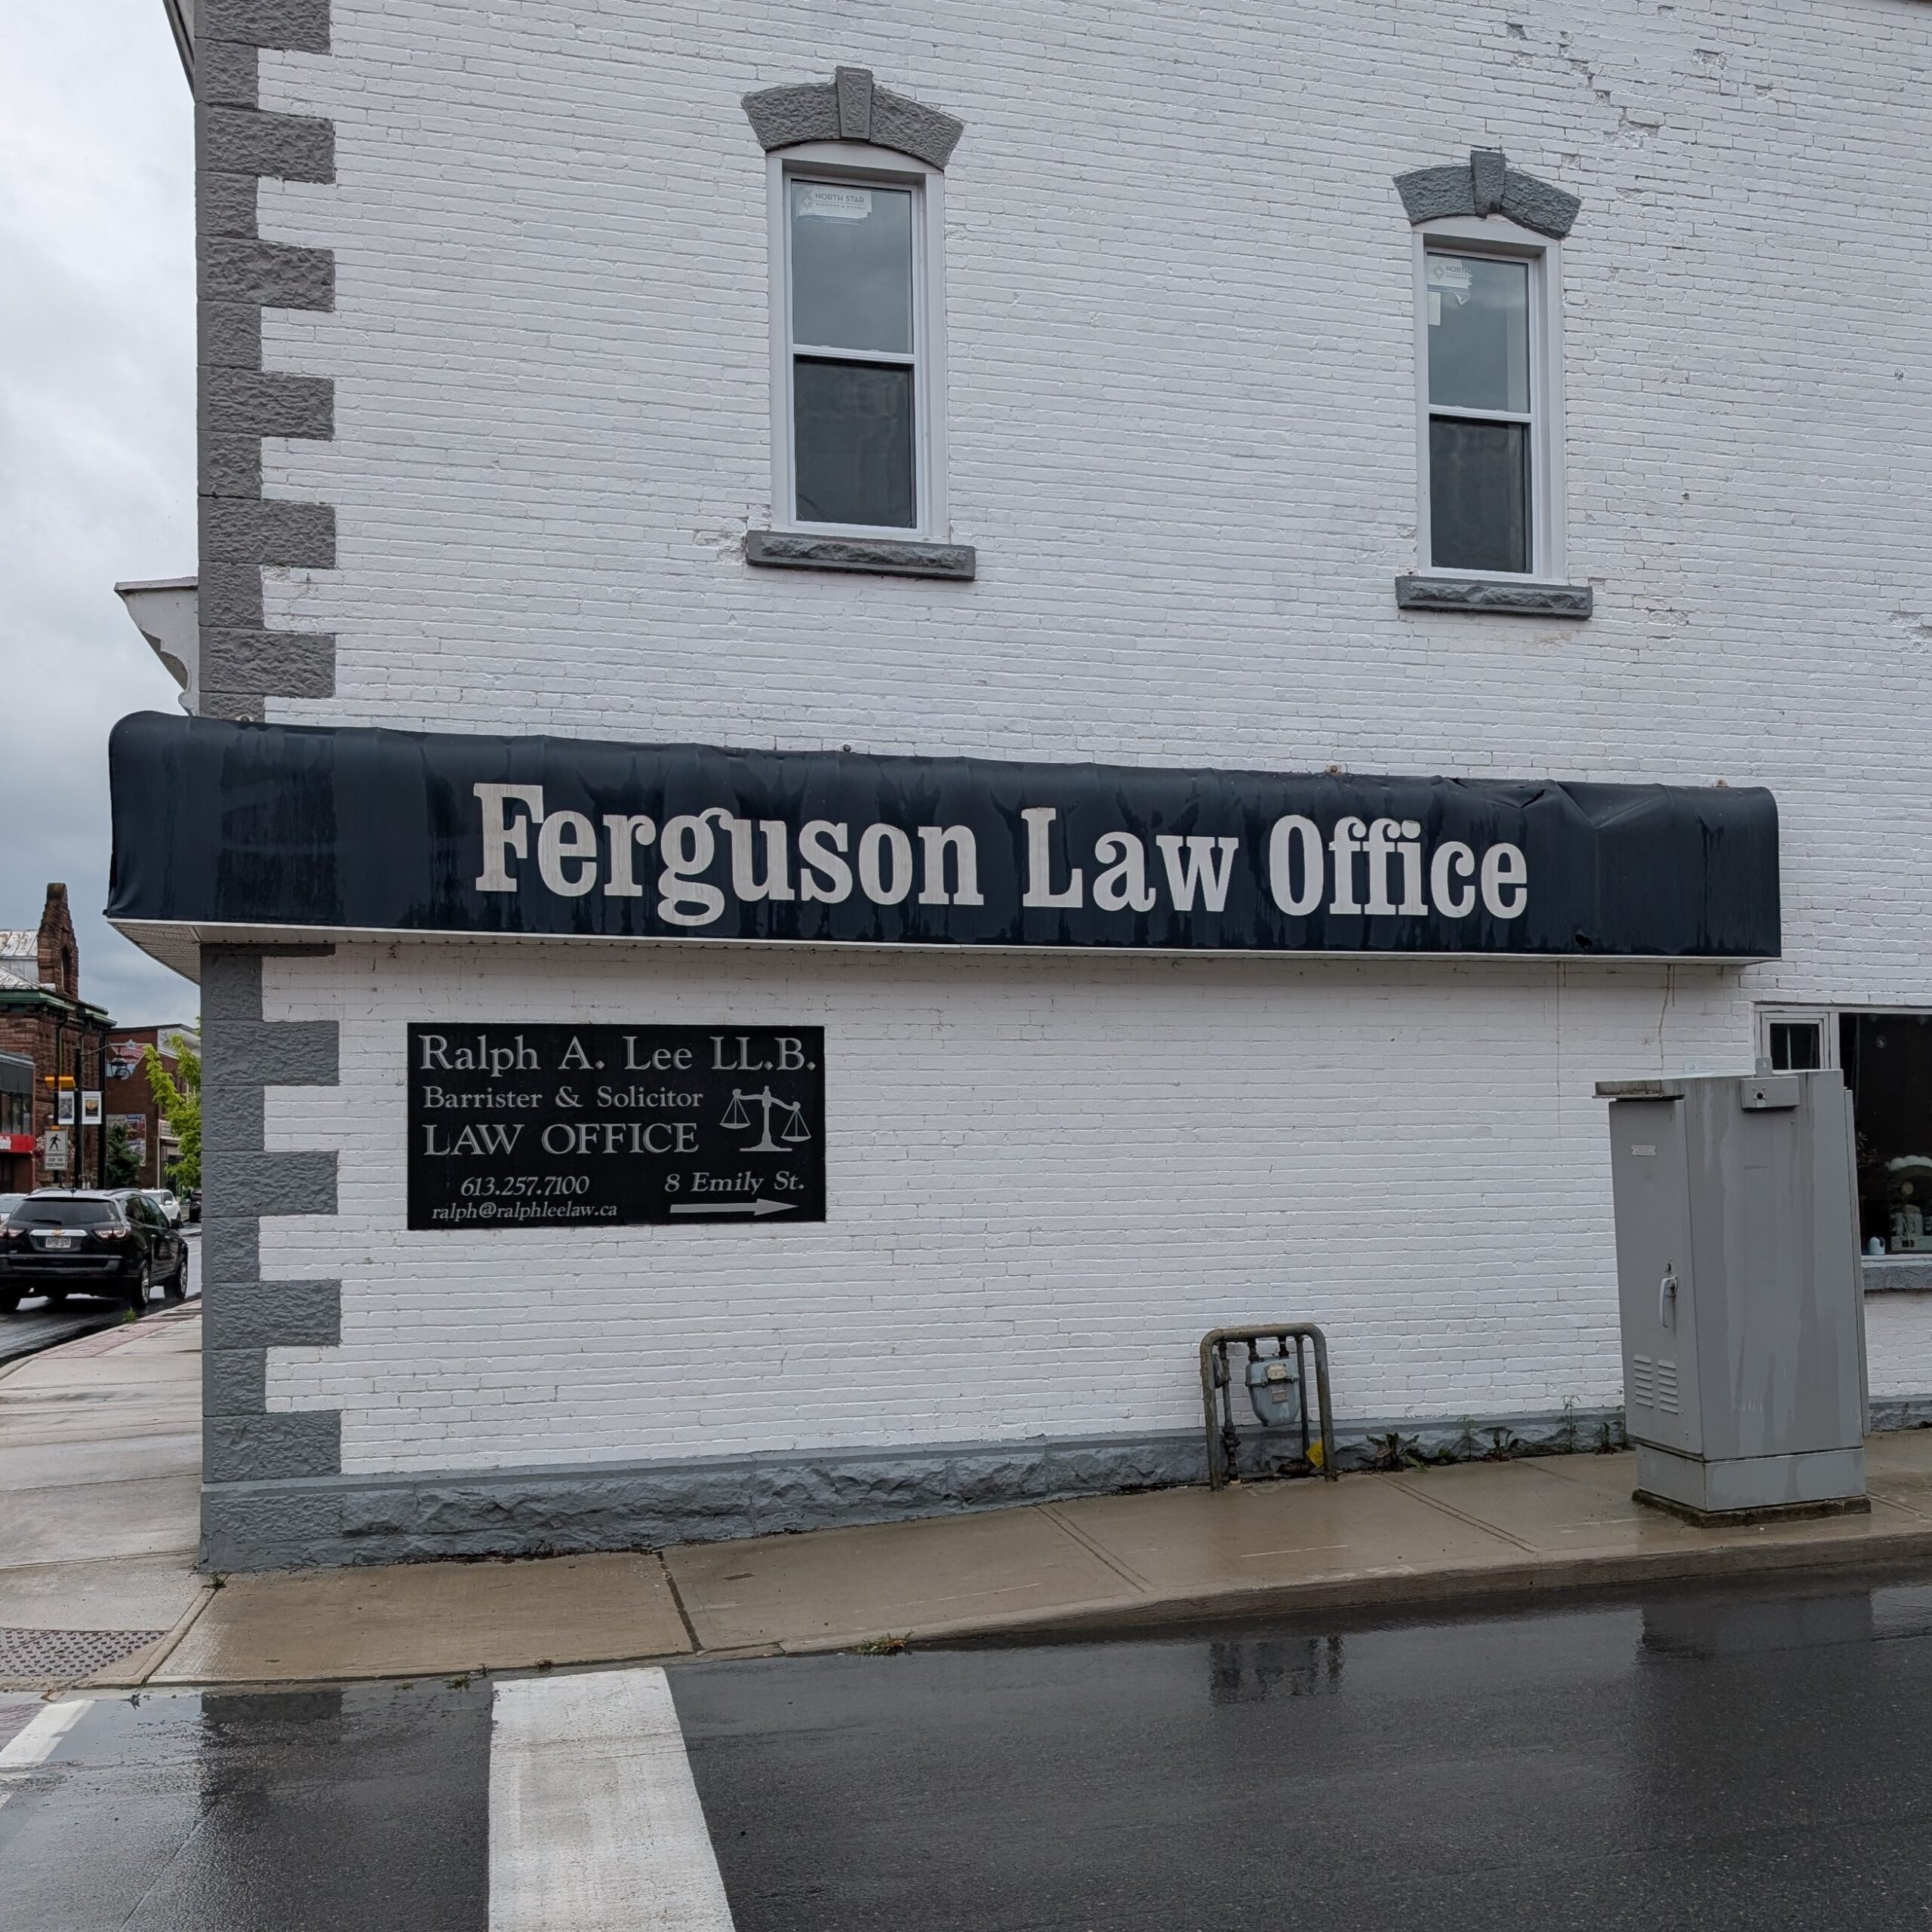 NORTH STAR
NORTH
Ferguson Law Office
Ralph A. Lee LL.B.
Barrister & Solicitor
LAW OFFICE
613.257.7100
8 Emily St.
ralph@ralphleelaw.ca